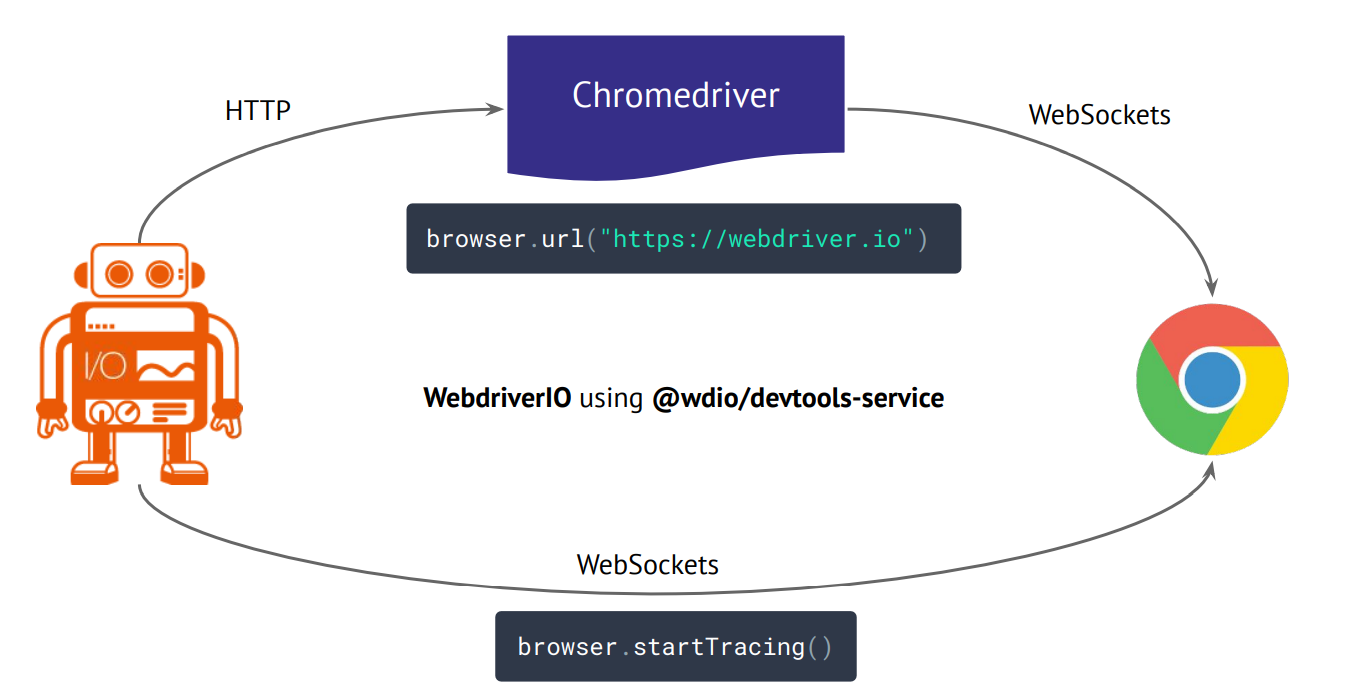 Chromedriver
HTTP
WebSockets
browser.url("https://webdriver.io")
I/O
WebdriverIO using @wdio/devtools-service
WebSockets
browser.startTracing()